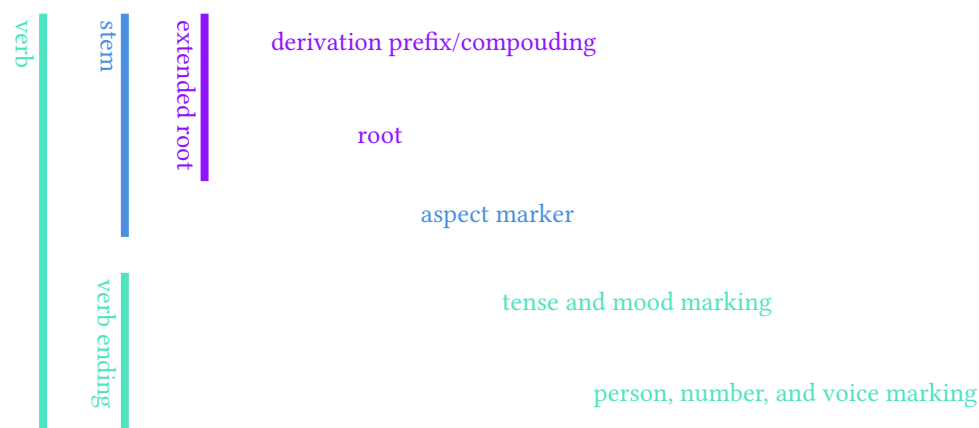 verb
stem
extended root
derivation prefix/compouding
root
aspect marker
verb ending
tense and mood marking
person, number, and voice marking